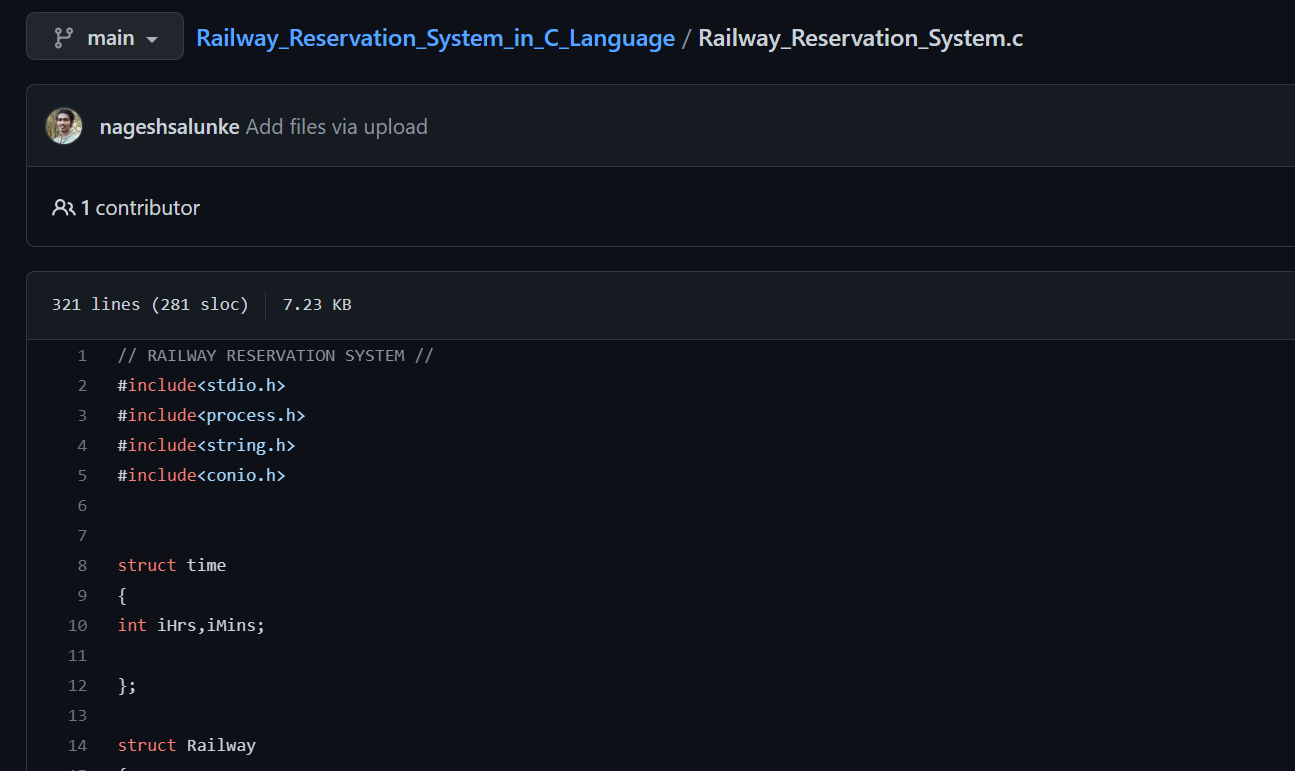 main
Railway_Reservation_System_in_C_Language / Railway_Reservation_System.c
nageshsalunke Add files via upload
1 contributor
321 lines (281 sloc) 7.23 KB
1 // RAILWAY RESERVATION SYSTEM //
2 #include<stdio.h>
3 #include<process.h>
4 #include<string.h>
5 #include<conio.h>
6
7
8 struct time
9 {
10 int iHrs,iMins;
11
12 };
13
14 struct Railway